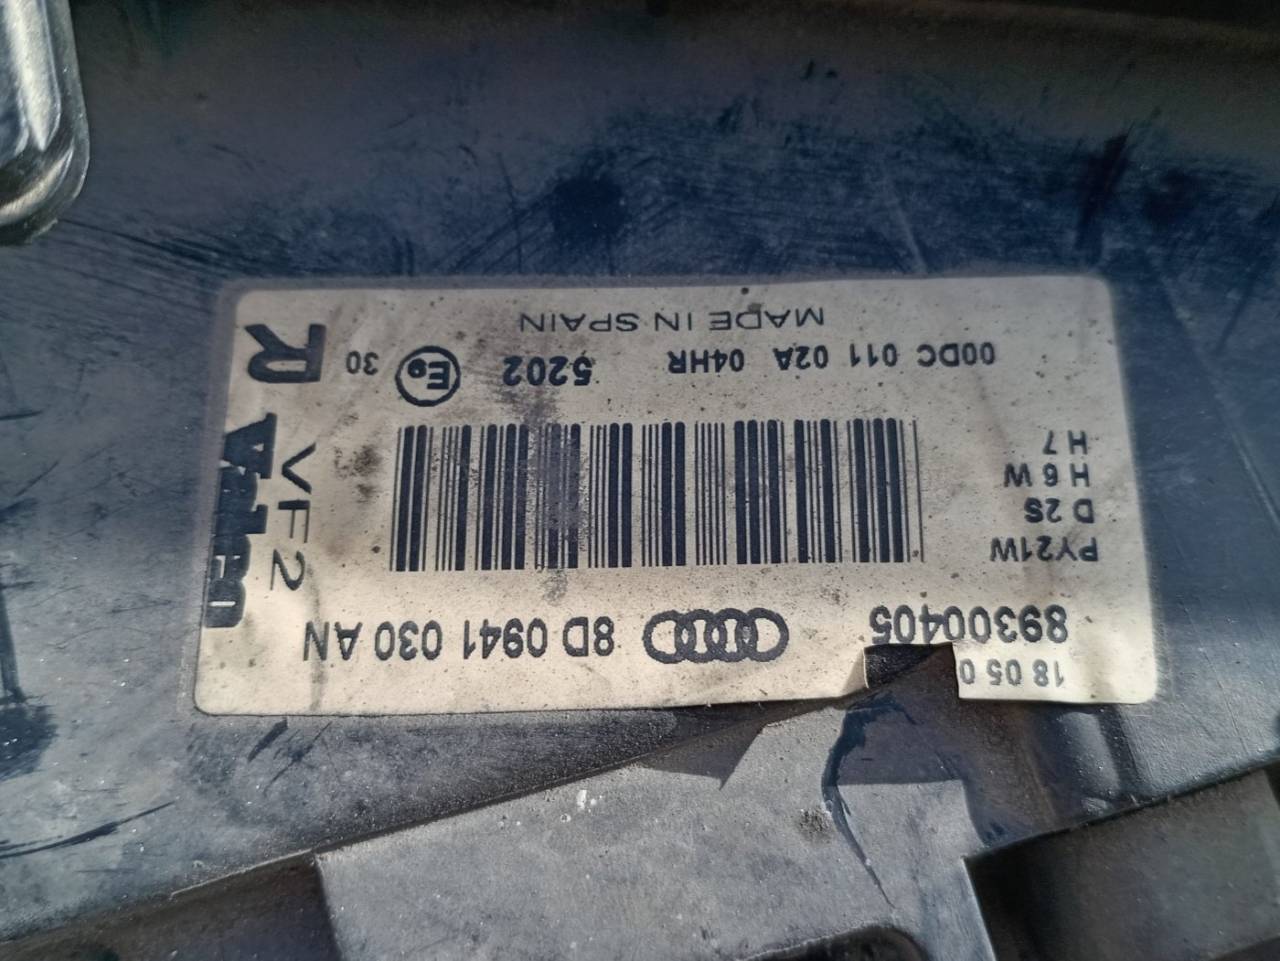 18 05 0
89300405
8D 0941 030 AN
PY21W
D2S
H6W
H7
VF2
Valeo
00DC 011 02A 04HR 5202 E9 30
R
MADE IN SPAIN